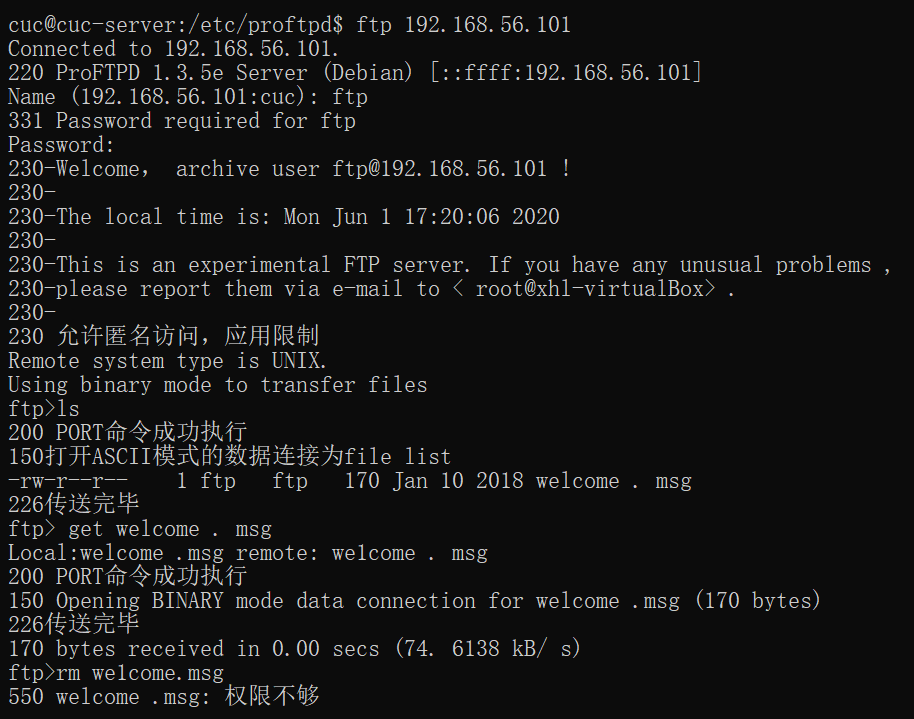 cuc@cuc-server:/etc/proftpd$ ftp 192.168.56.101
Connected to 192.168.56.101.
220 ProFTPD 1.3.5e Server (Debian) [::ffff:192.168.56.101]
Name (192.168.56.101:cuc): ftp
331 Password required for ftp
Password:
230-Welcome， archive user ftp@192.168.56.101 !
230-
230-The local time is: Mon Jun 1 17:20:06 2020
230-
230-This is an experimental FTP server. If you have any unusual problems ,
230-please report them via e-mail to < root@xhl-virtualBox> .
230-
230 允许匿名访问，应用限制
Remote system type is UNIX.
Using binary mode to transfer files
ftp>ls
200 PORT命令成功执行
150打开ASCII模式的数据连接为file list
-rw-r--r--    1 ftp   ftp   170 Jan 10 2018 welcome . msg
226传送完毕
ftp> get welcome . msg
Local:welcome .msg remote: welcome . msg
200 PORT命令成功执行
150 Opening BINARY mode data connection for welcome .msg (170 bytes)
226传送完毕
170 bytes received in 0.00 secs (74. 6138 kB/ s)
ftp>rm welcome.msg
550 welcome .msg: 权限不够